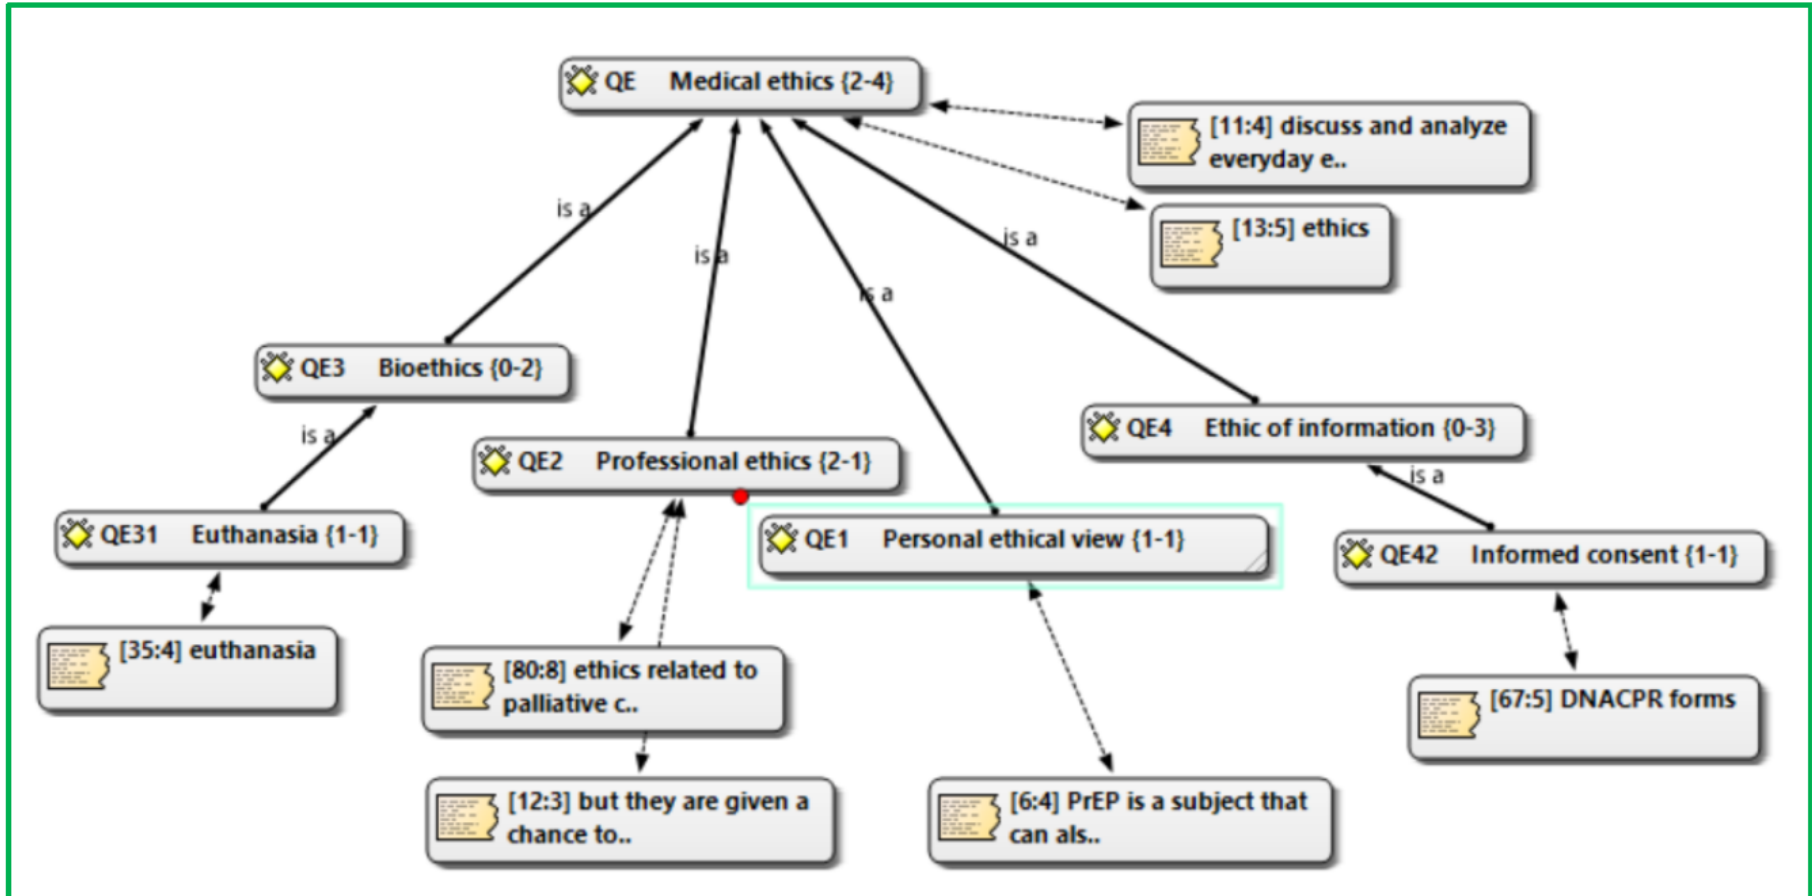 QE Medical ethics {2-4}
[11:4] discuss and analyze
everyday e..
[13:5] ethics
is a
is a
is a
is a
QE3 Bioethics {0-2}
QE4 Ethic of information {0-3}
is a
QE2 Professional ethics {2-1}
is a
QE31 Euthanasia {1-1}
QE1 Personal ethical view {1-1}
QE42 Informed consent {1-1}
[35:4] euthanasia
[80:8] ethics related to
palliative c..
[67:5] DNACPR forms
[12:3] but they are given a
chance to..
[6:4] PrEP is a subject that
can als..